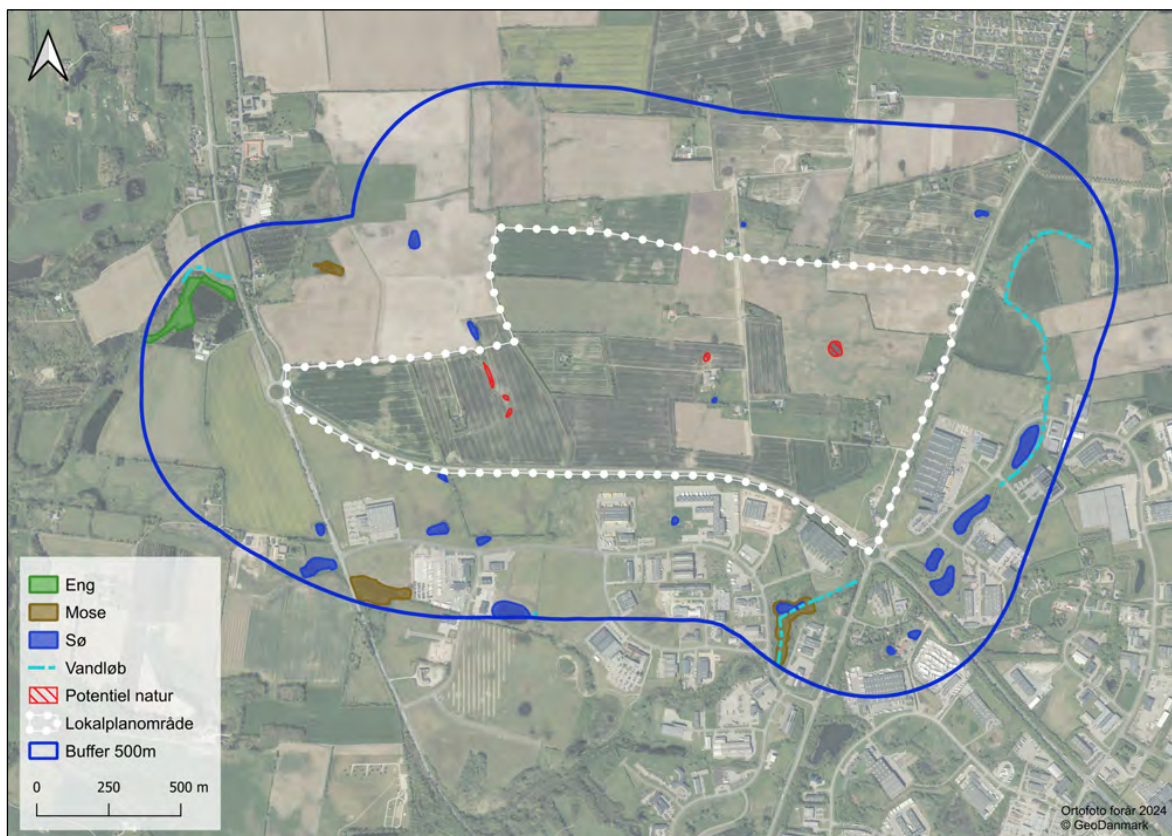 Eng
Mose
Sø
Vandløb
Potentiel natur
Lokalplanområde
Buffer 500m
0 250 500 m
Ortofoto forår 2024
© GeoDanmark